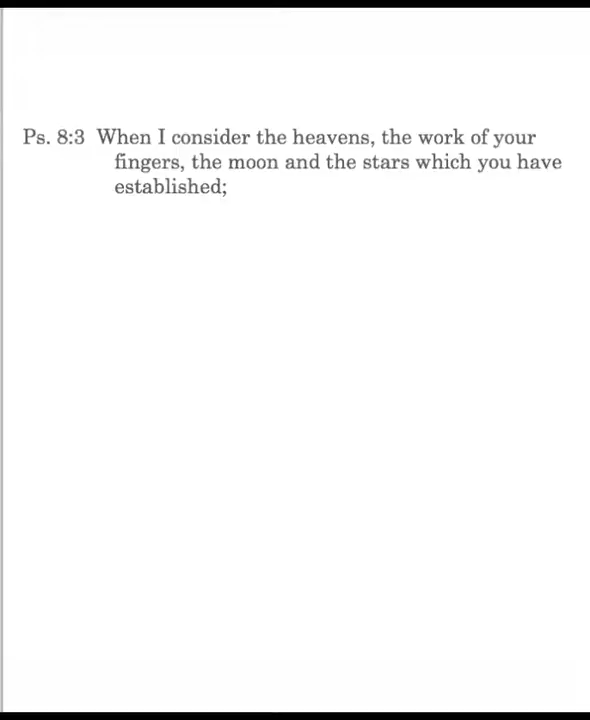 Ps. 8:3 When I consider the heavens, the work of your
fingers, the moon and the stars which you have
established;